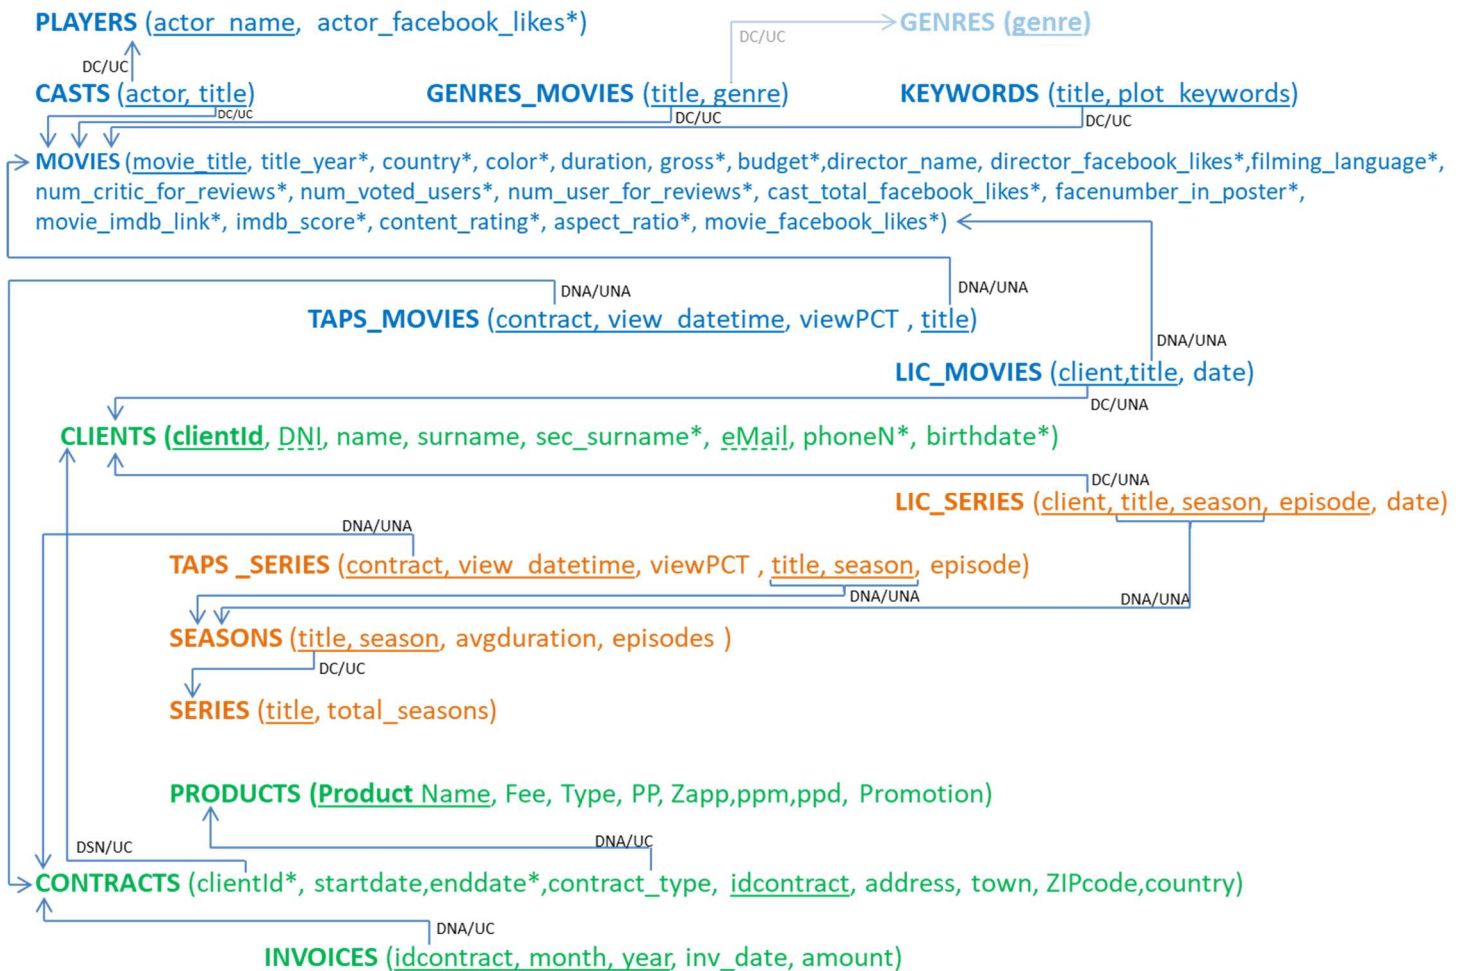 PLAYERS (actor_name, actor_facebook_likes*)
DC/UC
GENRES (genre)
DC/UC
CASTS (actor, title)
DC/UC
GENRES_MOVIES (title, genre)
DC/UC
KEYWORDS (title, plot_keywords)
DC/UC
MOVIES (movie_title, title_year*, country*, color*, duration, gross*, budget*,director_name, director_facebook_likes*,filming_language*,
num_critic_for_reviews*, num_voted_users*, num_user_for_reviews*, cast_total_facebook_likes*, facenumber_in_poster*,
movie_imdb_link*, imdb_score*, content_rating*, aspect_ratio*, movie_facebook_likes*)
DNA/UNA
DNA/UNA
TAPS_MOVIES (contract, view_datetime, viewPCT , title)
DNA/UNA
LIC_MOVIES (client,title, date)
DC/UNA
CLIENTS (clientId, DNI, name, surname, sec_surname*, eMail, phoneN*, birthdate*)
DC/UNA
LIC_SERIES (client, title, season, episode, date)
DNA/UNA
TAPS _SERIES (contract, view_datetime, viewPCT , title, season, episode)
DNA/UNA
DNA/UNA
SEASONS (title, season, avgduration, episodes )
DC/UC
SERIES (title, total_seasons)
PRODUCTS (Product Name, Fee, Type, PP, Zapp,ppm,ppd, Promotion)
DNA/UC
DSN/UC
CONTRACTS (clientId*, startdate,enddate*,contract_type, idcontract, address, town, ZIPcode,country)
DNA/UC
INVOICES (idcontract, month, year, inv_date, amount)